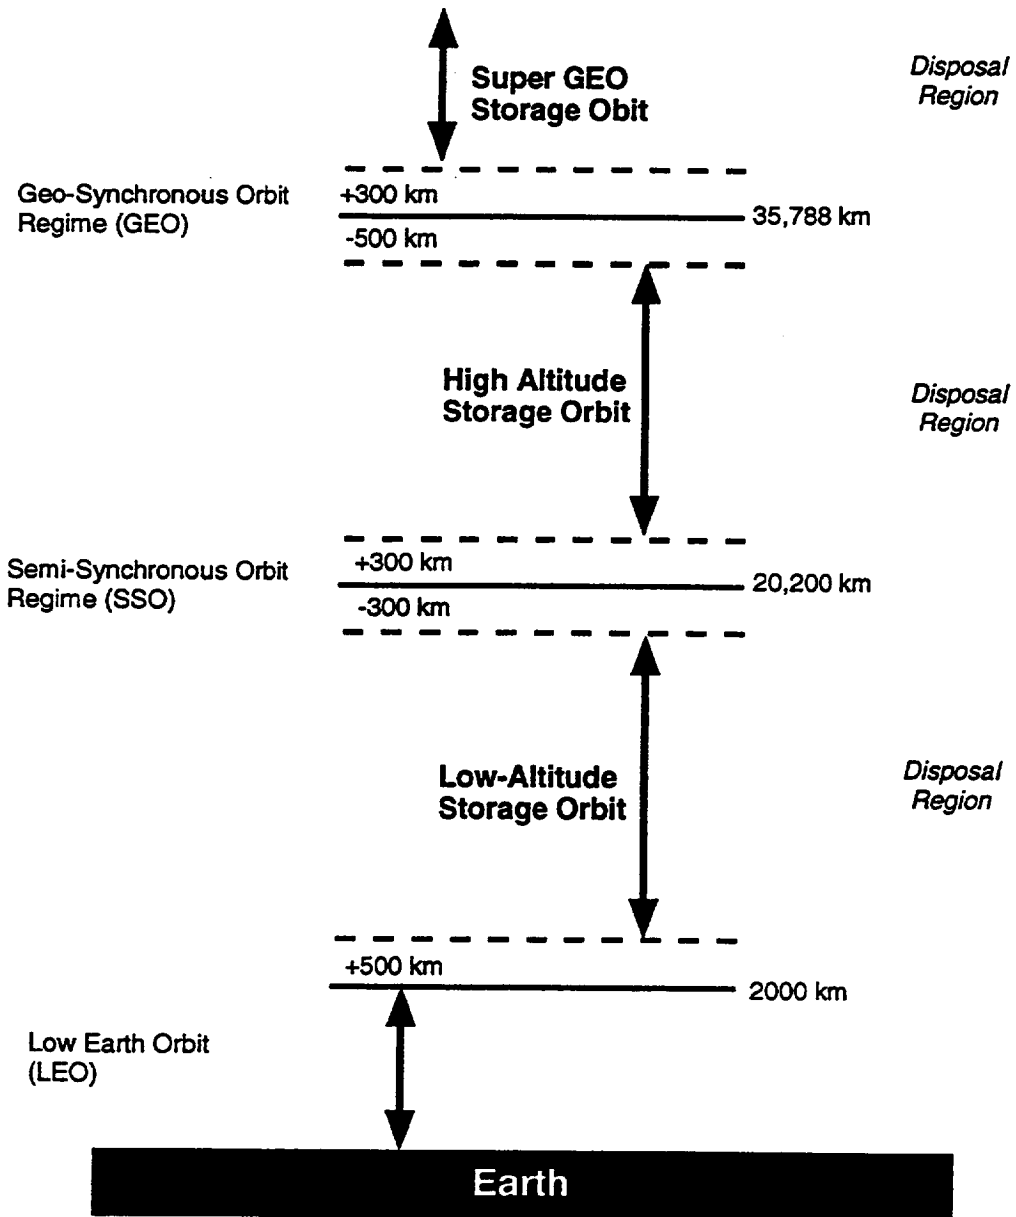 Super GEO
Storage Obit
Disposal
Region
Geo-Synchronous Orbit
Regime (GEO)
+300 km
35,788 km
-500 km
High Altitude
Storage Orbit
Disposal
Region
Semi-Synchronous Orbit
Regime (SSO)
+300 km
20,200 km
-300 km
Low-Altitude
Storage Orbit
Disposal
Region
+500 km
2000 km
Low Earth Orbit
(LEO)
Earth